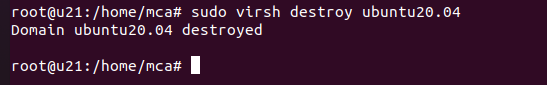 root@u21:/home/mca# sudo virsh destroy ubuntu20.04
Domain ubuntu20.04 destroyed
root@u21:/home/mca#